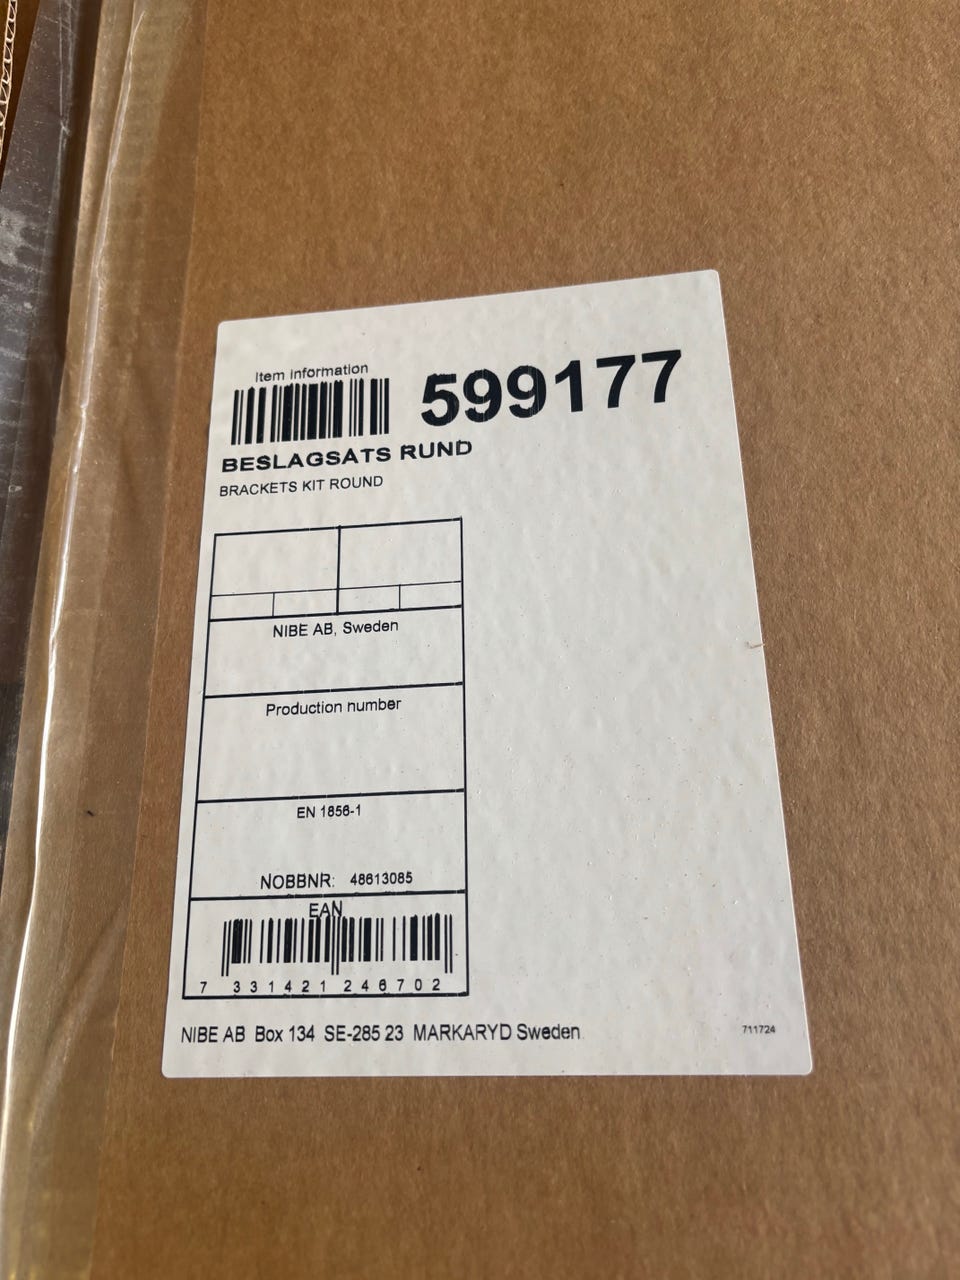 Item information
599177
BESLAGSATS RUND
BRACKETS KIT ROUND
NIBE AB, Sweden
Production number
EN 1856-1
NOBBNR: 48613085
EAN
7 331421 246702
NIBE AB Box 134 SE-285 23 MARKARYD Sweden
711724